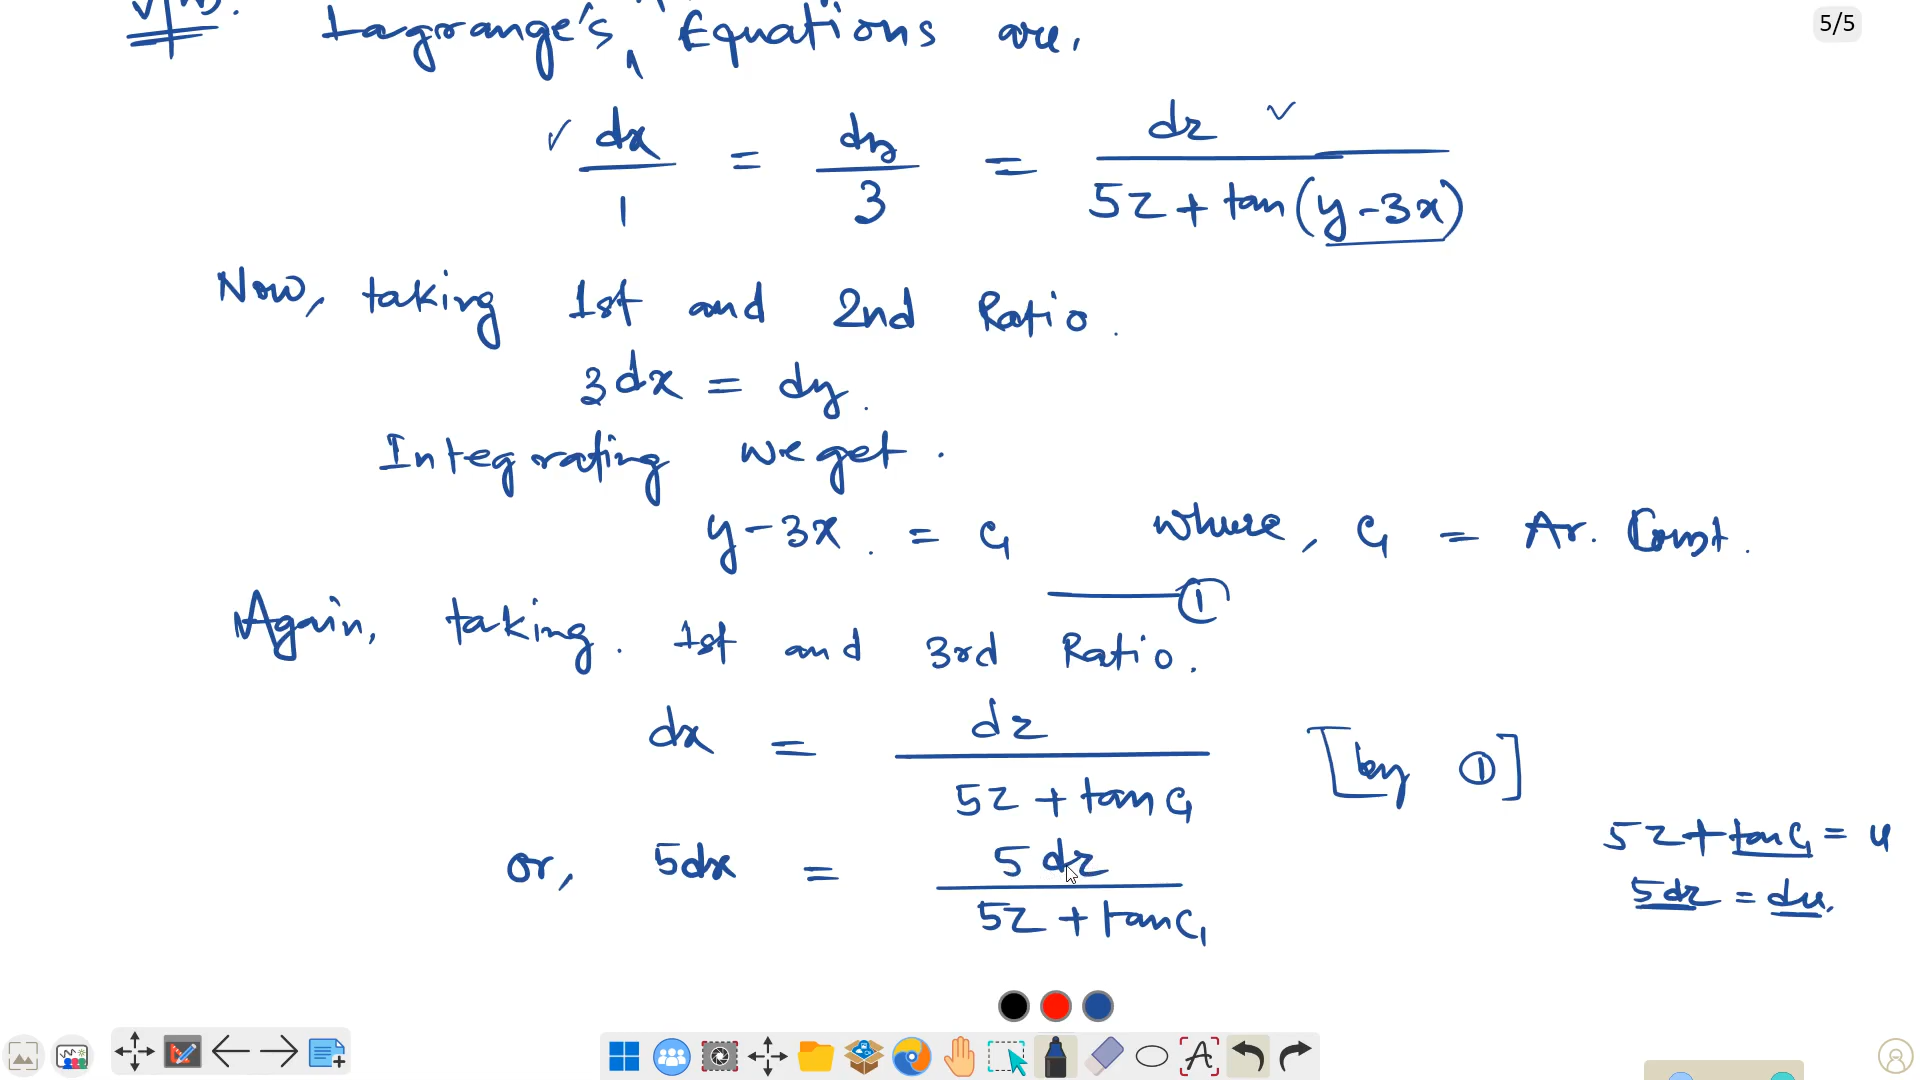 5/5
Lagrange's Equations are,
dx/1 = dy/3 = dz/(5z + tan(y-3x))
Now, taking 1st and 2nd Ratio.
3dx = dy.
Integrating we get.
y-3x. = C₁ where, C₁ = Ar. Const.
①
Again, taking. 1st and 3rd Ratio.
dx = dz/(5z + tan C₁) [by ①]
5z + tan C₁ = u
or, 5dx = 5dz/(5z + tan C₁)
5dz = du.